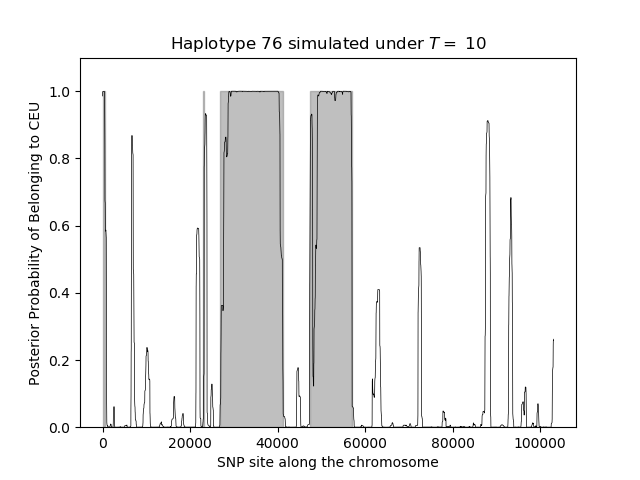 Haplotype 76 simulated under T = 10
Posterior Probability of Belonging to CEU
1.0
0.8
0.6
0.4
0.2
0.0
0 20000 40000 60000 80000 100000
SNP site along the chromosome